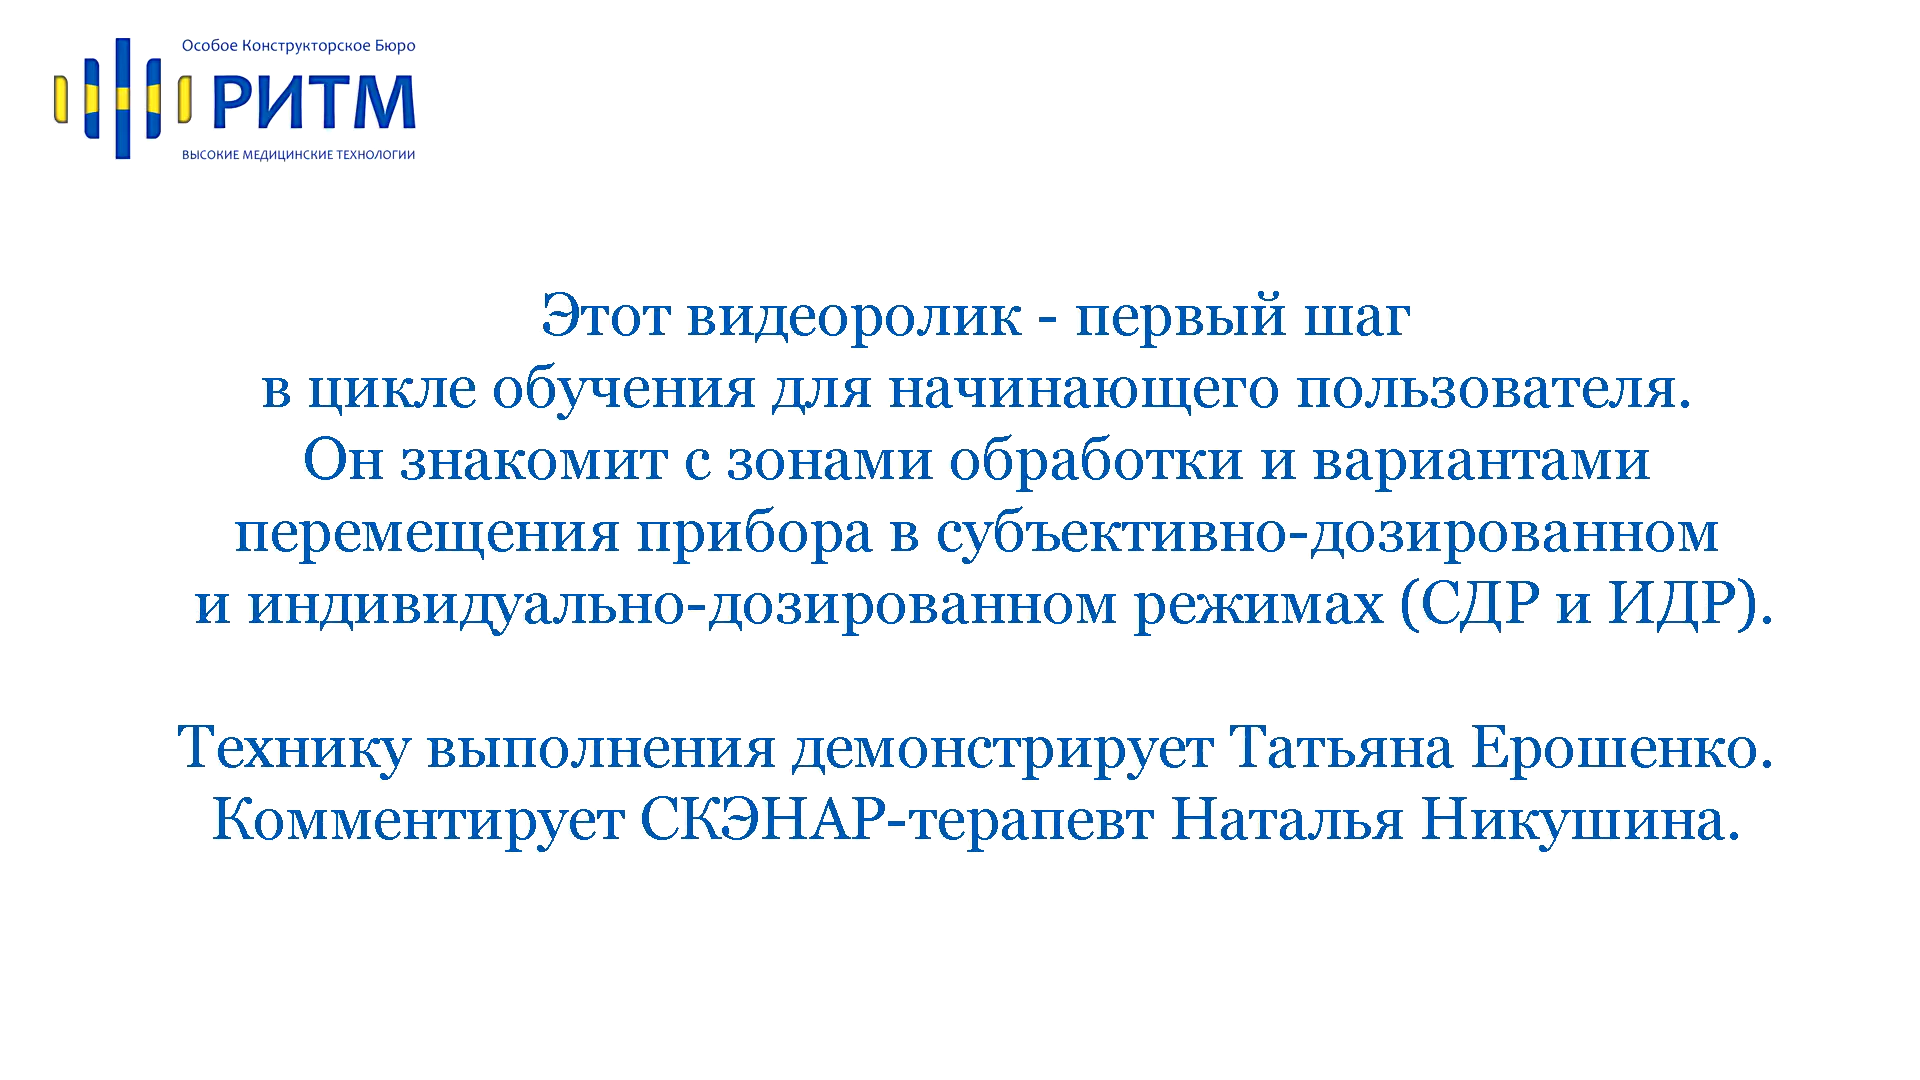 Особое Конструкторское Бюро
РИТМ
ВЫСОКИЕ МЕДИЦИНСКИЕ ТЕХНОЛОГИИ
Этот видеоролик - первый шаг
в цикле обучения для начинающего пользователя.
Он знакомит с зонами обработки и вариантами
перемещения прибора в субъективно-дозированном
и индивидуально-дозированном режимах (СДР и ИДР).
Технику выполнения демонстрирует Татьяна Ерошенко.
Комментирует СКЭНАР-терапевт Наталья Никушина.